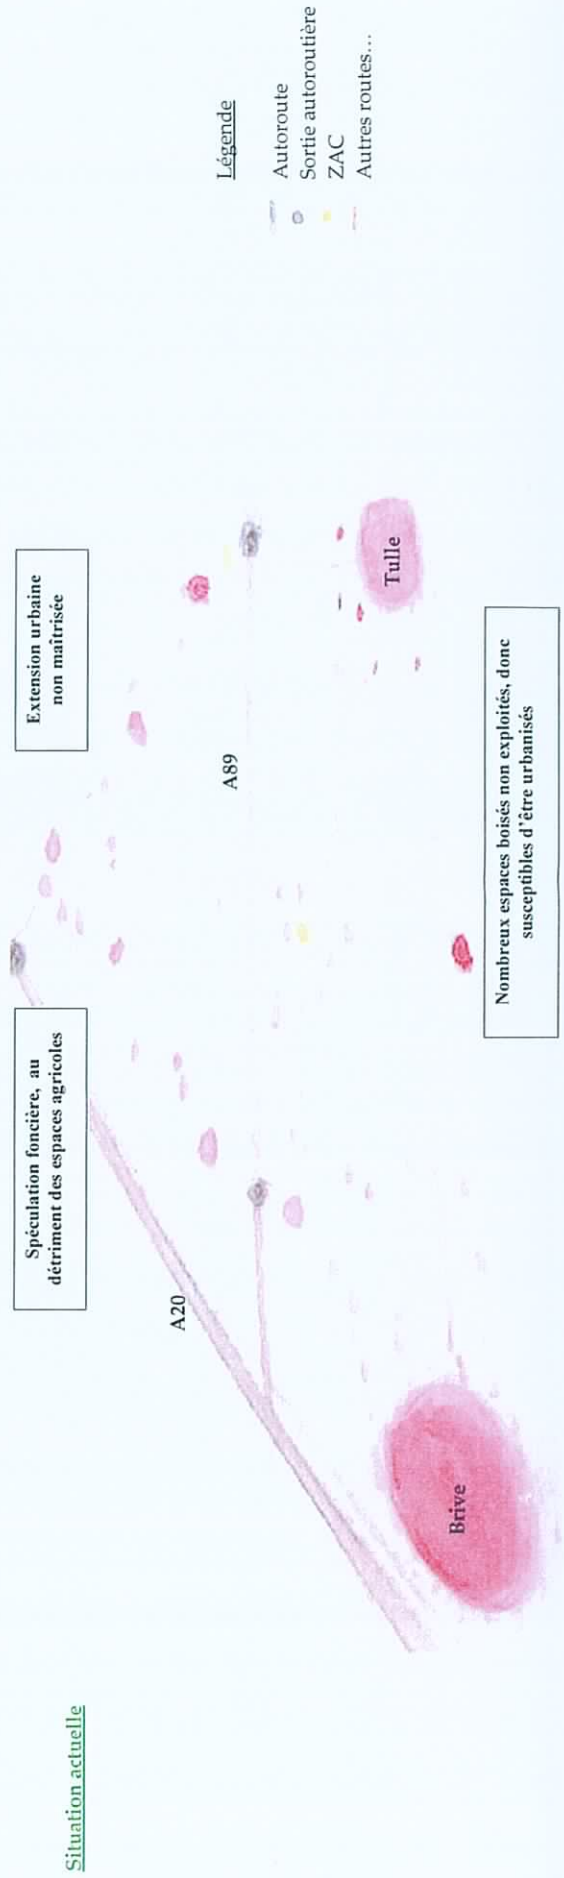 Situation actuelle
Spéculation foncière, au
détriment des espaces agricoles
Extension urbaine
non maîtrisée
A20
A89
Légende
Autoroute
Sortie autoroutière
ZAC
Autres routes…
Brive
Tulle
Nombreux espaces boisés non exploités, donc
susceptibles d'être urbanisés